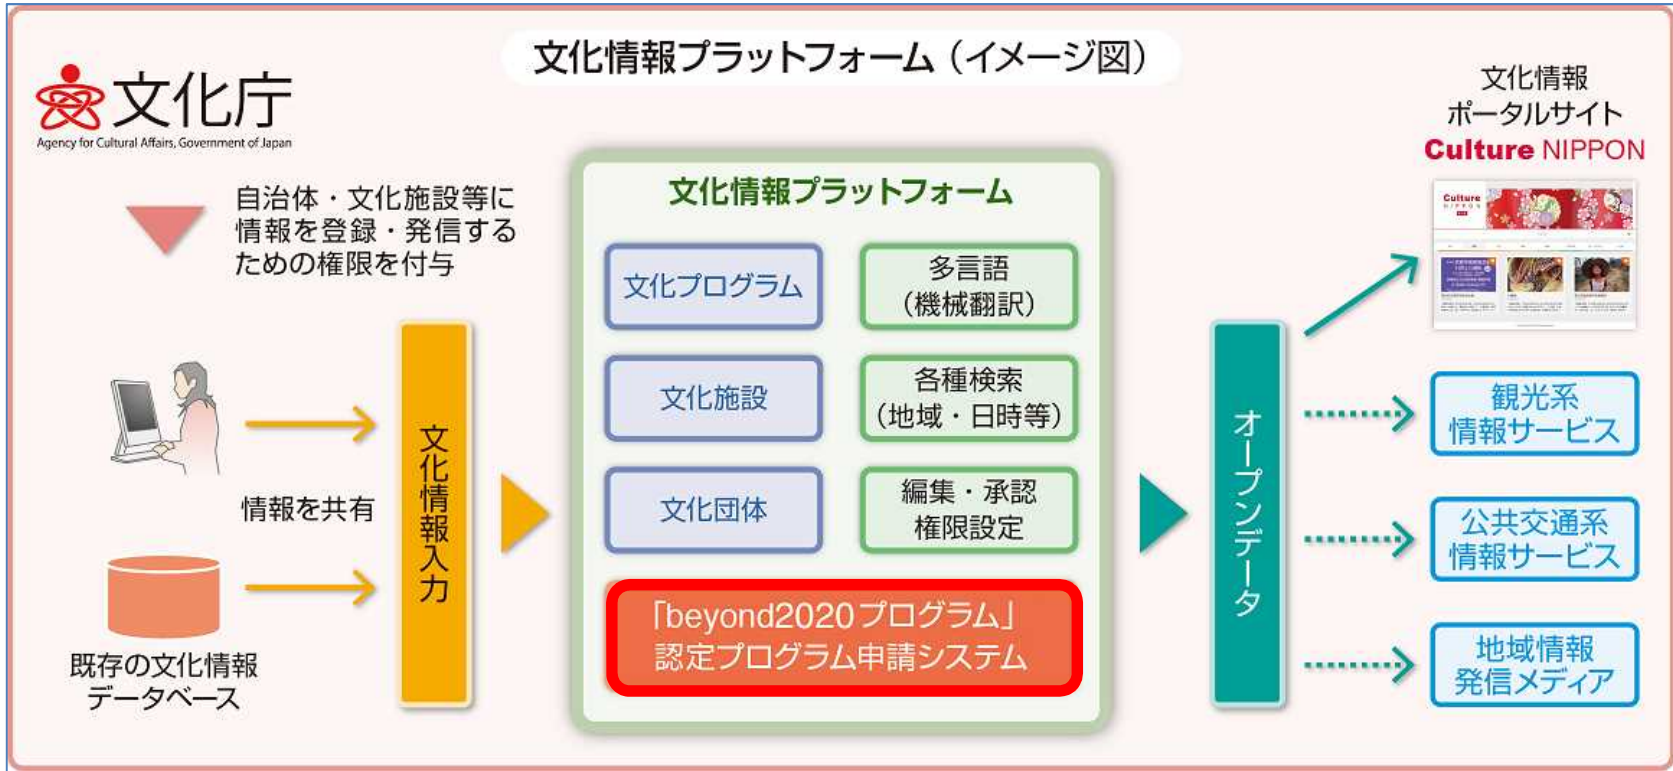 文化情報プラットフォーム（イメージ図）
文化庁
Agency for Cultural Affairs, Government of Japan
自治体・文化施設等に
情報を登録・発信する
ための権限を付与
情報を共有
既存の文化情報
データベース
文化情報入力
文化情報プラットフォーム
文化プログラム
多言語
（機械翻訳）
文化施設
各種検索
（地域・日時等）
文化団体
編集・承認
権限設定
「beyond2020プログラム」
認定プログラム申請システム
オープンデータ
文化情報
ポータルサイト
Culture NIPPON
Culture
NIPPON
観光系
情報サービス
公共交通系
情報サービス
地域情報
発信メディア